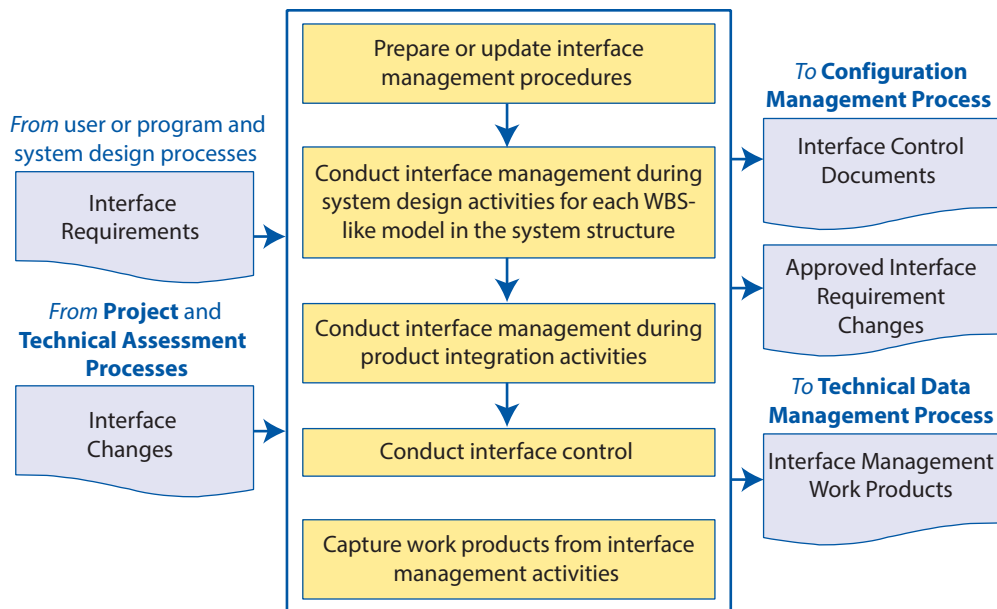 From user or program and
system design processes
Interface
Requirements
From Project and
Technical Assessment
Processes
Interface
Changes
Prepare or update interface
management procedures
Conduct interface management during
system design activities for each WBS-
like model in the system structure
Conduct interface management during
product integration activities
Conduct interface control
Capture work products from interface
management activities
To Configuration
Management Process
Interface Control
Documents
Approved Interface
Requirement
Changes
To Technical Data
Management Process
Interface Management
Work Products